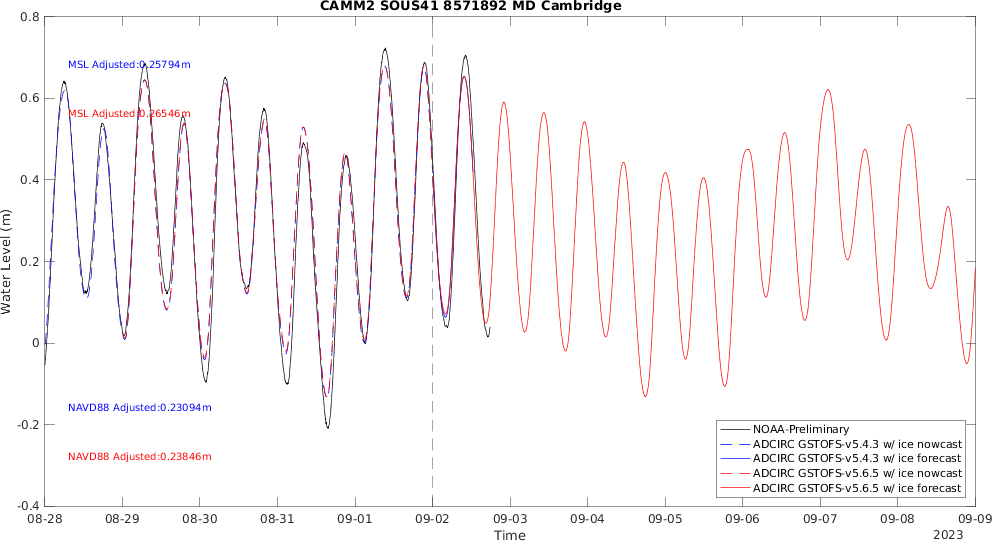 CAMM2 SOUS41 8571892 MD Cambridge
0.8
0.6
0.4
0.2
0
-0.2
-0.4
Water Level (m)
MSL Adjusted:0.25794m
MSL Adjusted:0.26546m
NAVD88 Adjusted:0.23094m
NAVD88 Adjusted:0.23846m
NOAA-Preliminary
ADCIRC GSTOFS-v5.4.3 w/ ice nowcast
ADCIRC GSTOFS-v5.4.3 w/ ice forecast
ADCIRC GSTOFS-v5.6.5 w/ ice nowcast
ADCIRC GSTOFS-v5.6.5 w/ ice forecast
08-28 08-29 08-30 08-31 09-01 09-02 09-03 09-04 09-05 09-06 09-07 09-08 09-09
Time
2023